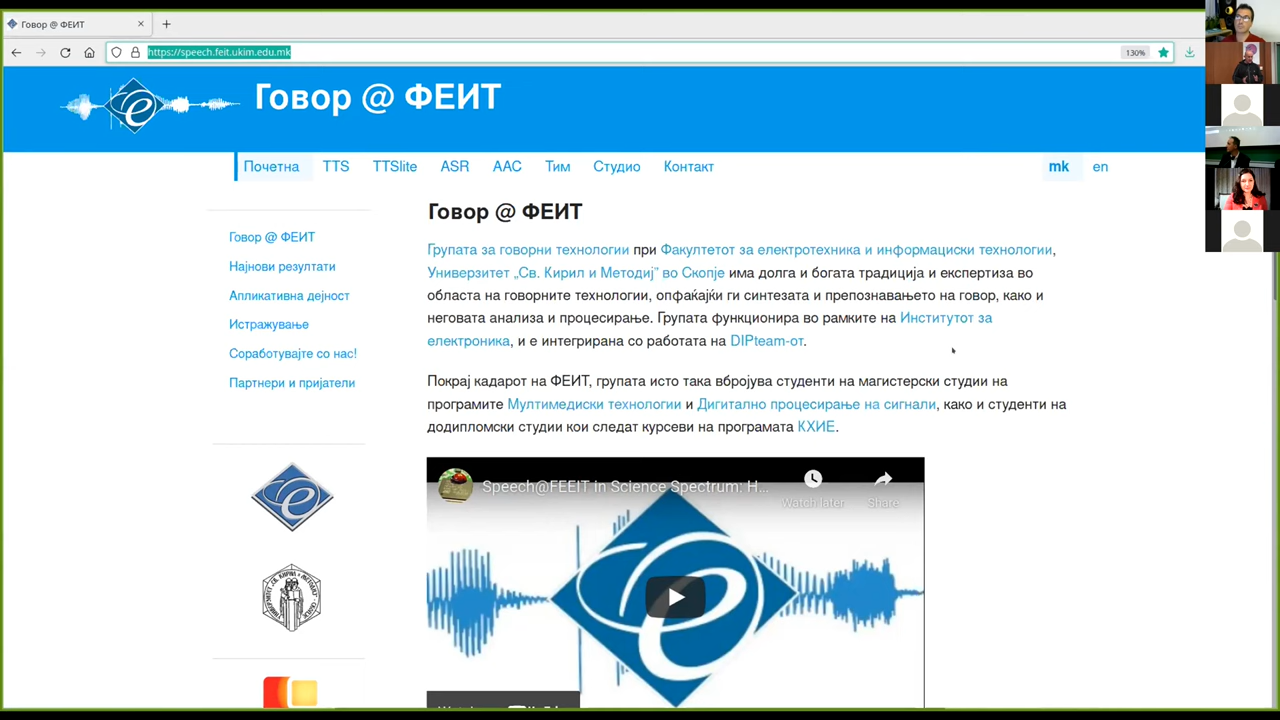 Говор @ ФЕИТ
https://speech.feit.ukim.edu.mk
130%
Говор @ ФЕИТ
Почетна TTS TTSlite ASR AAC Тим Студио Контакт mk en
Говор @ ФЕИТ
Најнови резултати
Апликативна дејност
Истражување
Соработувајте со нас!
Партнери и пријатели
Говор @ ФЕИТ
Групата за говорни технологии при Факултетот за електротехника и информациски технологии,
Универзитет „Св. Кирил и Методиј” во Скопје има долга и богата традиција и експертиза во
областа на говорните технологии, опфаќајќи ги синтезата и препознавањето на говор, како и
неговата анализа и процесирање. Групата функционира во рамките на Институтот за
електроника, и е интегрирана со работата на DIPteam-от.
Покрај кадарот на ФЕИТ, групата исто така вбројува студенти на магистерски студии на
програмите Мултимедиски технологии и Дигитално процесирање на сигнали, како и студенти на
додипломски студии кои следат курсеви на програмата КХИЕ.
Speech@FEEIT in Science Spectrum: H...
Watch later Share